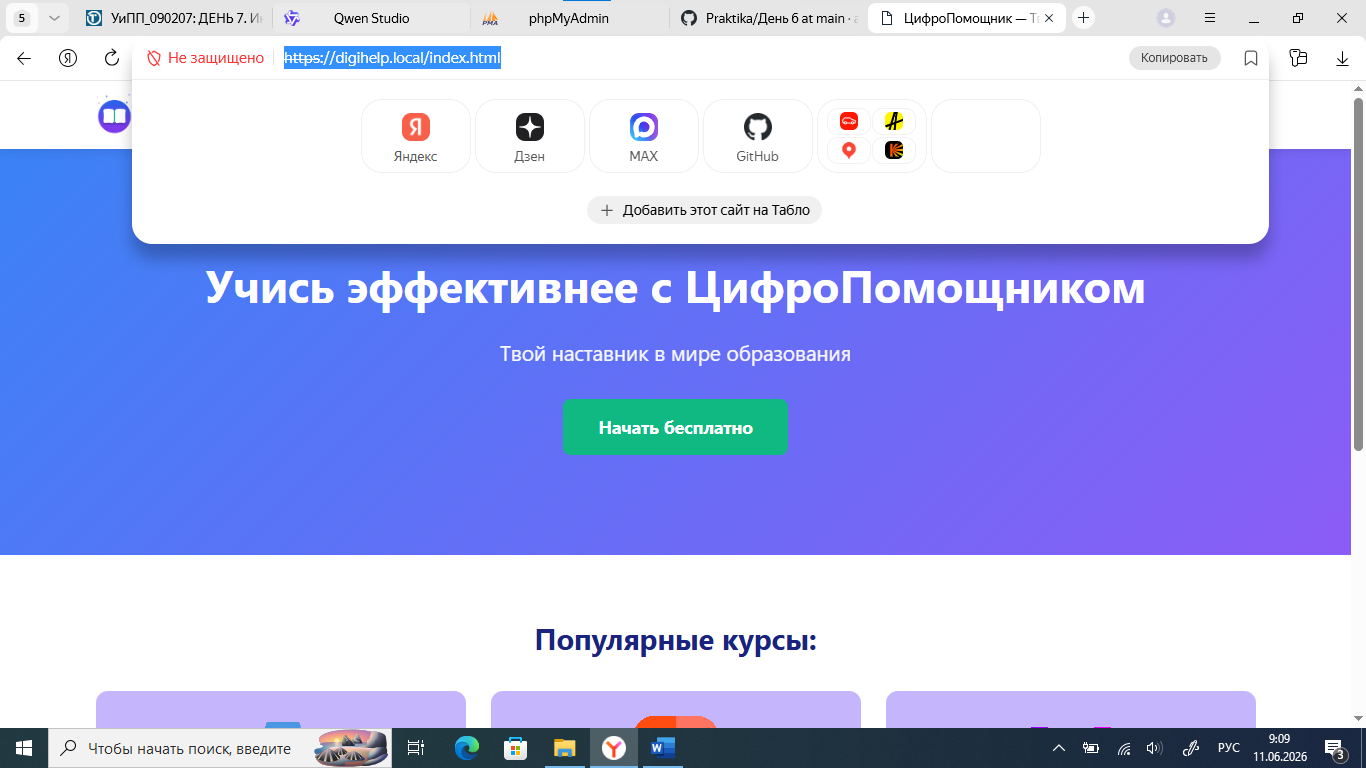 5
УиПП_090207: ДЕНЬ 7. Ин
Qwen Studio
PMA
phpMyAdmin
Praktika/День 6 at main ·
ЦифроПомощник — Т
Я
Не защищено
https://digihelp.local/index.html
Копировать
Я
Яндекс
Дзен
MAX
GitHub
Добавить этот сайт на Табло
Учись эффективнее с ЦифроПомощником
Твой наставник в мире образования
Начать бесплатно
Популярные курсы:
Чтобы начать поиск, введите
Y
W
РУС
9:09
11.06.2026
3